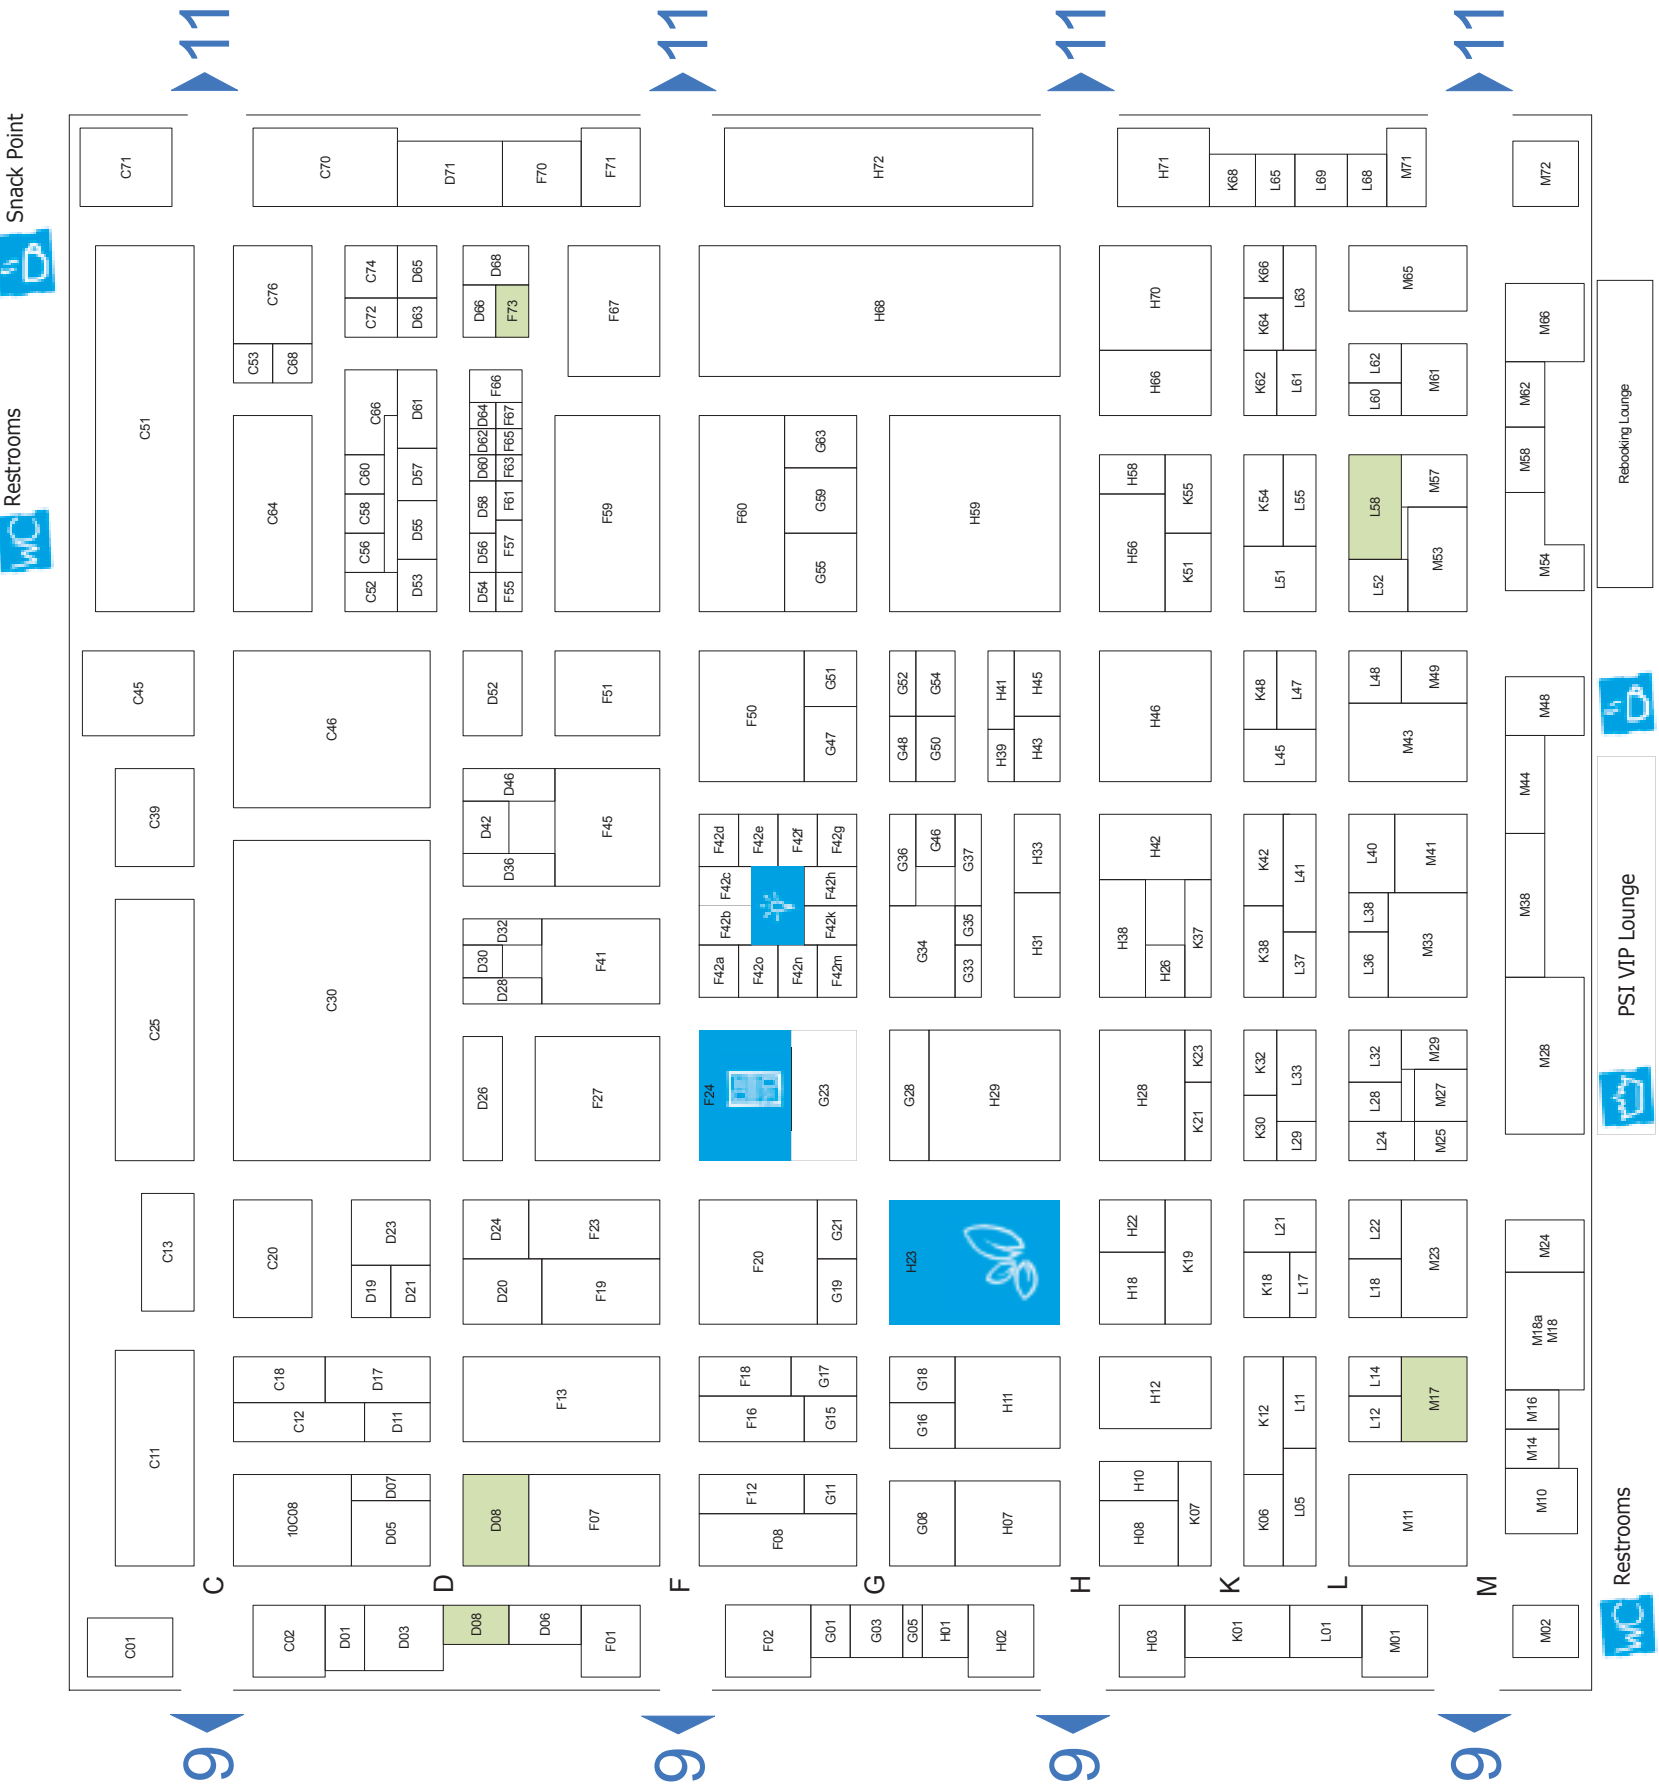 11
11
11
11
Snack Point
Restrooms
C71
C70
D71
F70
F71
H72
H71
K68
L65
L69
L68
M71
M72
C51
C76
C53
C68
C74
D65
C72
D63
D68
D66
F73
F67
H68
H70
H66
K66
K64
L63
K62
L61
M65
L62
L60
M61
M66
M62
M58
M54
Rebooking Lounge
C64
C66
D61
C60
D57
C58
D55
C56
C52
D53
F66
D64
F67
D62
F65
D60
F63
D58
F61
D56
F57
D54
F55
F59
F60
G63
G59
G55
H59
H58
H56
K55
K51
K54
L55
L51
L58
M57
L52
M53
C45
C46
D52
F51
F50
G51
G47
G52
G54
G48
G50
H41
H45
H39
H43
H46
K48
L47
L45
L48
M49
M43
M48
C39
D46
D42
D36
F45
F42d
F42e
F42f
F42g
F42c
F42h
F42b
F42k
F42a
F42o
F42n
F42m
G36
G46
G37
G34
G35
G33
H33
H31
H42
H38
H26
K37
K42
L41
K38
L37
L40
M41
L38
L36
M33
M44
M38
PSI VIP Lounge
C25
C30
D32
D30
D28
F41
D26
F27
F24
G23
G28
H29
H28
K23
K21
K32
L33
K30
L29
L32
M29
L28
M27
L24
M25
M28
C13
C20
D23
D19
D21
D24
F23
D20
F19
F20
G21
G19
H23
H22
H18
K19
L21
K18
L17
L22
L18
M23
M24
M18a
M18
C11
C18
D17
C12
D11
F13
F18
G17
F16
G15
G18
G16
H11
H12
K12
L11
L14
L12
M17
M16
M14
M10
10C08
D07
D05
D08
F07
F12
G11
F08
G08
H07
H10
H08
K07
K06
L05
M11
C
D
F
G
H
K
L
M
Restrooms
C01
C02
D01
D03
D08
D06
F01
F02
G01
G03
G05
H01
H02
H03
K01
L01
M01
M02
WC
WC
9
9
9
9